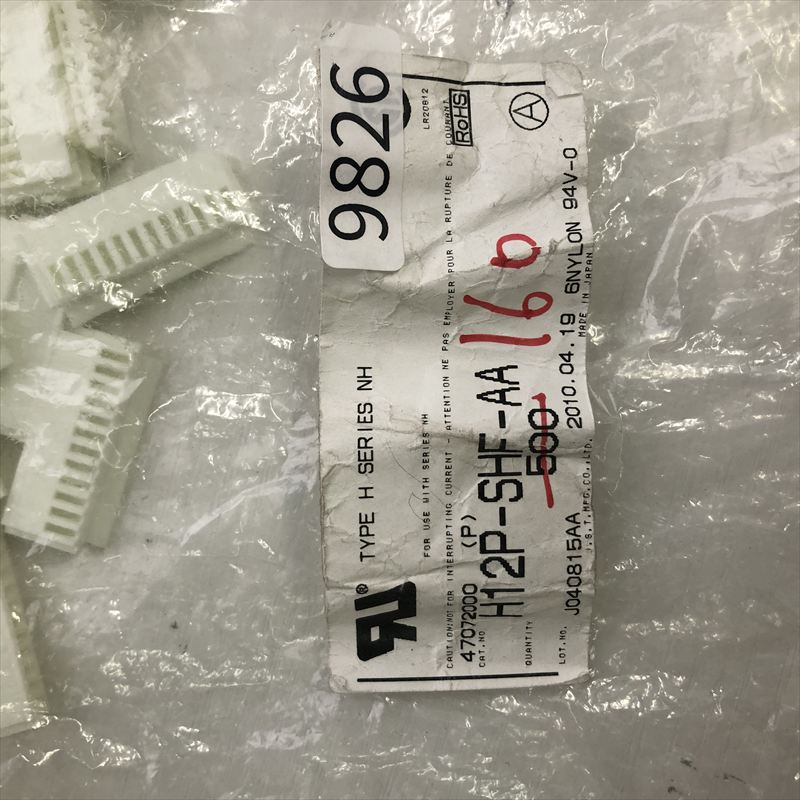 9826
® TYPE H SERIES NH
LR20812
FOR USE WITH SERIES NH
CAUTION:NOT FOR INTERRUPTING CURRENT - ATTENTION NE PAS EMPLOYER POUR LA RUPTURE DE COURANT
RoHS
47072000 (P)
CAT.NO H12P-SHF-AA
160
A
QUANTITY 500
LOT.NO. J040815AA 2010.04.19 6NYLON 94V-0
J.S.T.MFG.CO.,LTD. MADE IN JAPAN